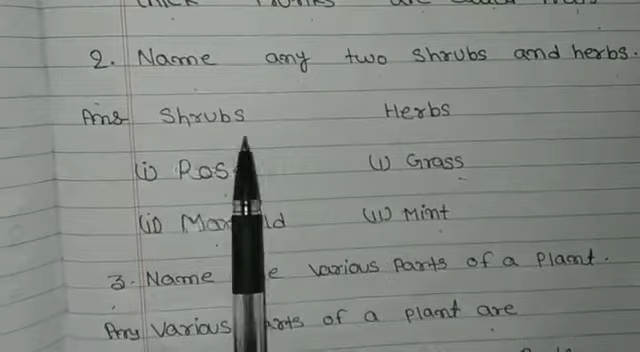 2. Name any two Shrubs and herbs.
Ans Shrubs Herbs
(i) Ros (i) Grass
(ii) (ii) Mint
3. Name various Parts of a Plant.
Ans Various of a plant are